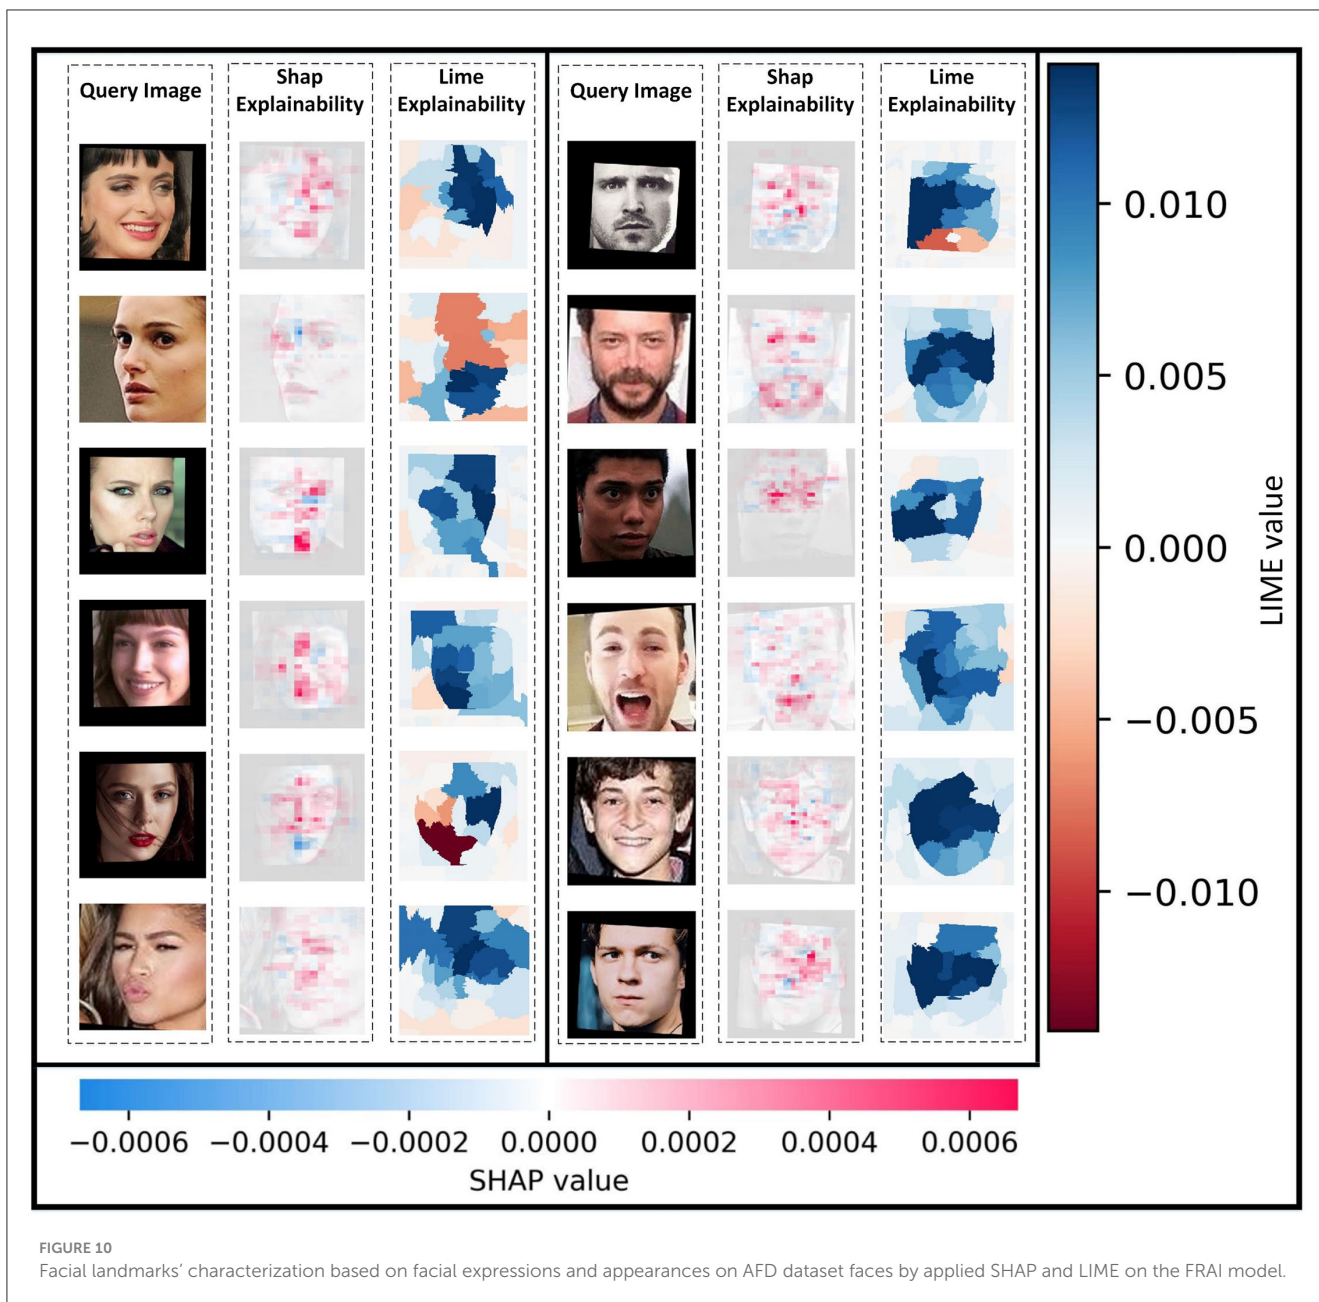 Query Image
Shap
Explainability
Lime
Explainability
Query Image
Shap
Explainability
Lime
Explainability
0.010
0.005
0.000
−0.005
−0.010
LIME value
−0.0006 −0.0004 −0.0002 0.0000 0.0002 0.0004 0.0006
SHAP value
FIGURE 10
Facial landmarks' characterization based on facial expressions and appearances on AFD dataset faces by applied SHAP and LIME on the FRAI model.